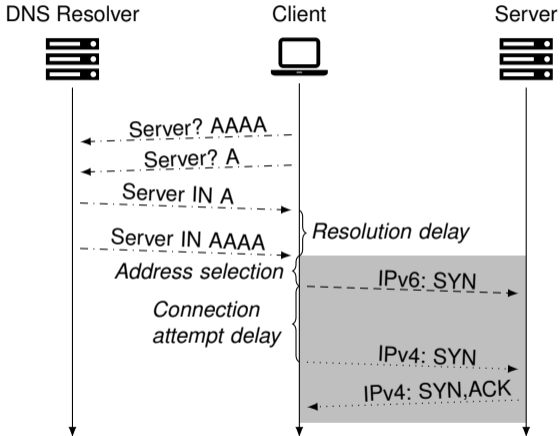 DNS Resolver
Client
Server
Server? AAAA
Server? A
Server IN A
Resolution delay
Server IN AAAA
Address selection
IPv6: SYN
Connection
attempt delay
IPv4: SYN
IPv4: SYN,ACK